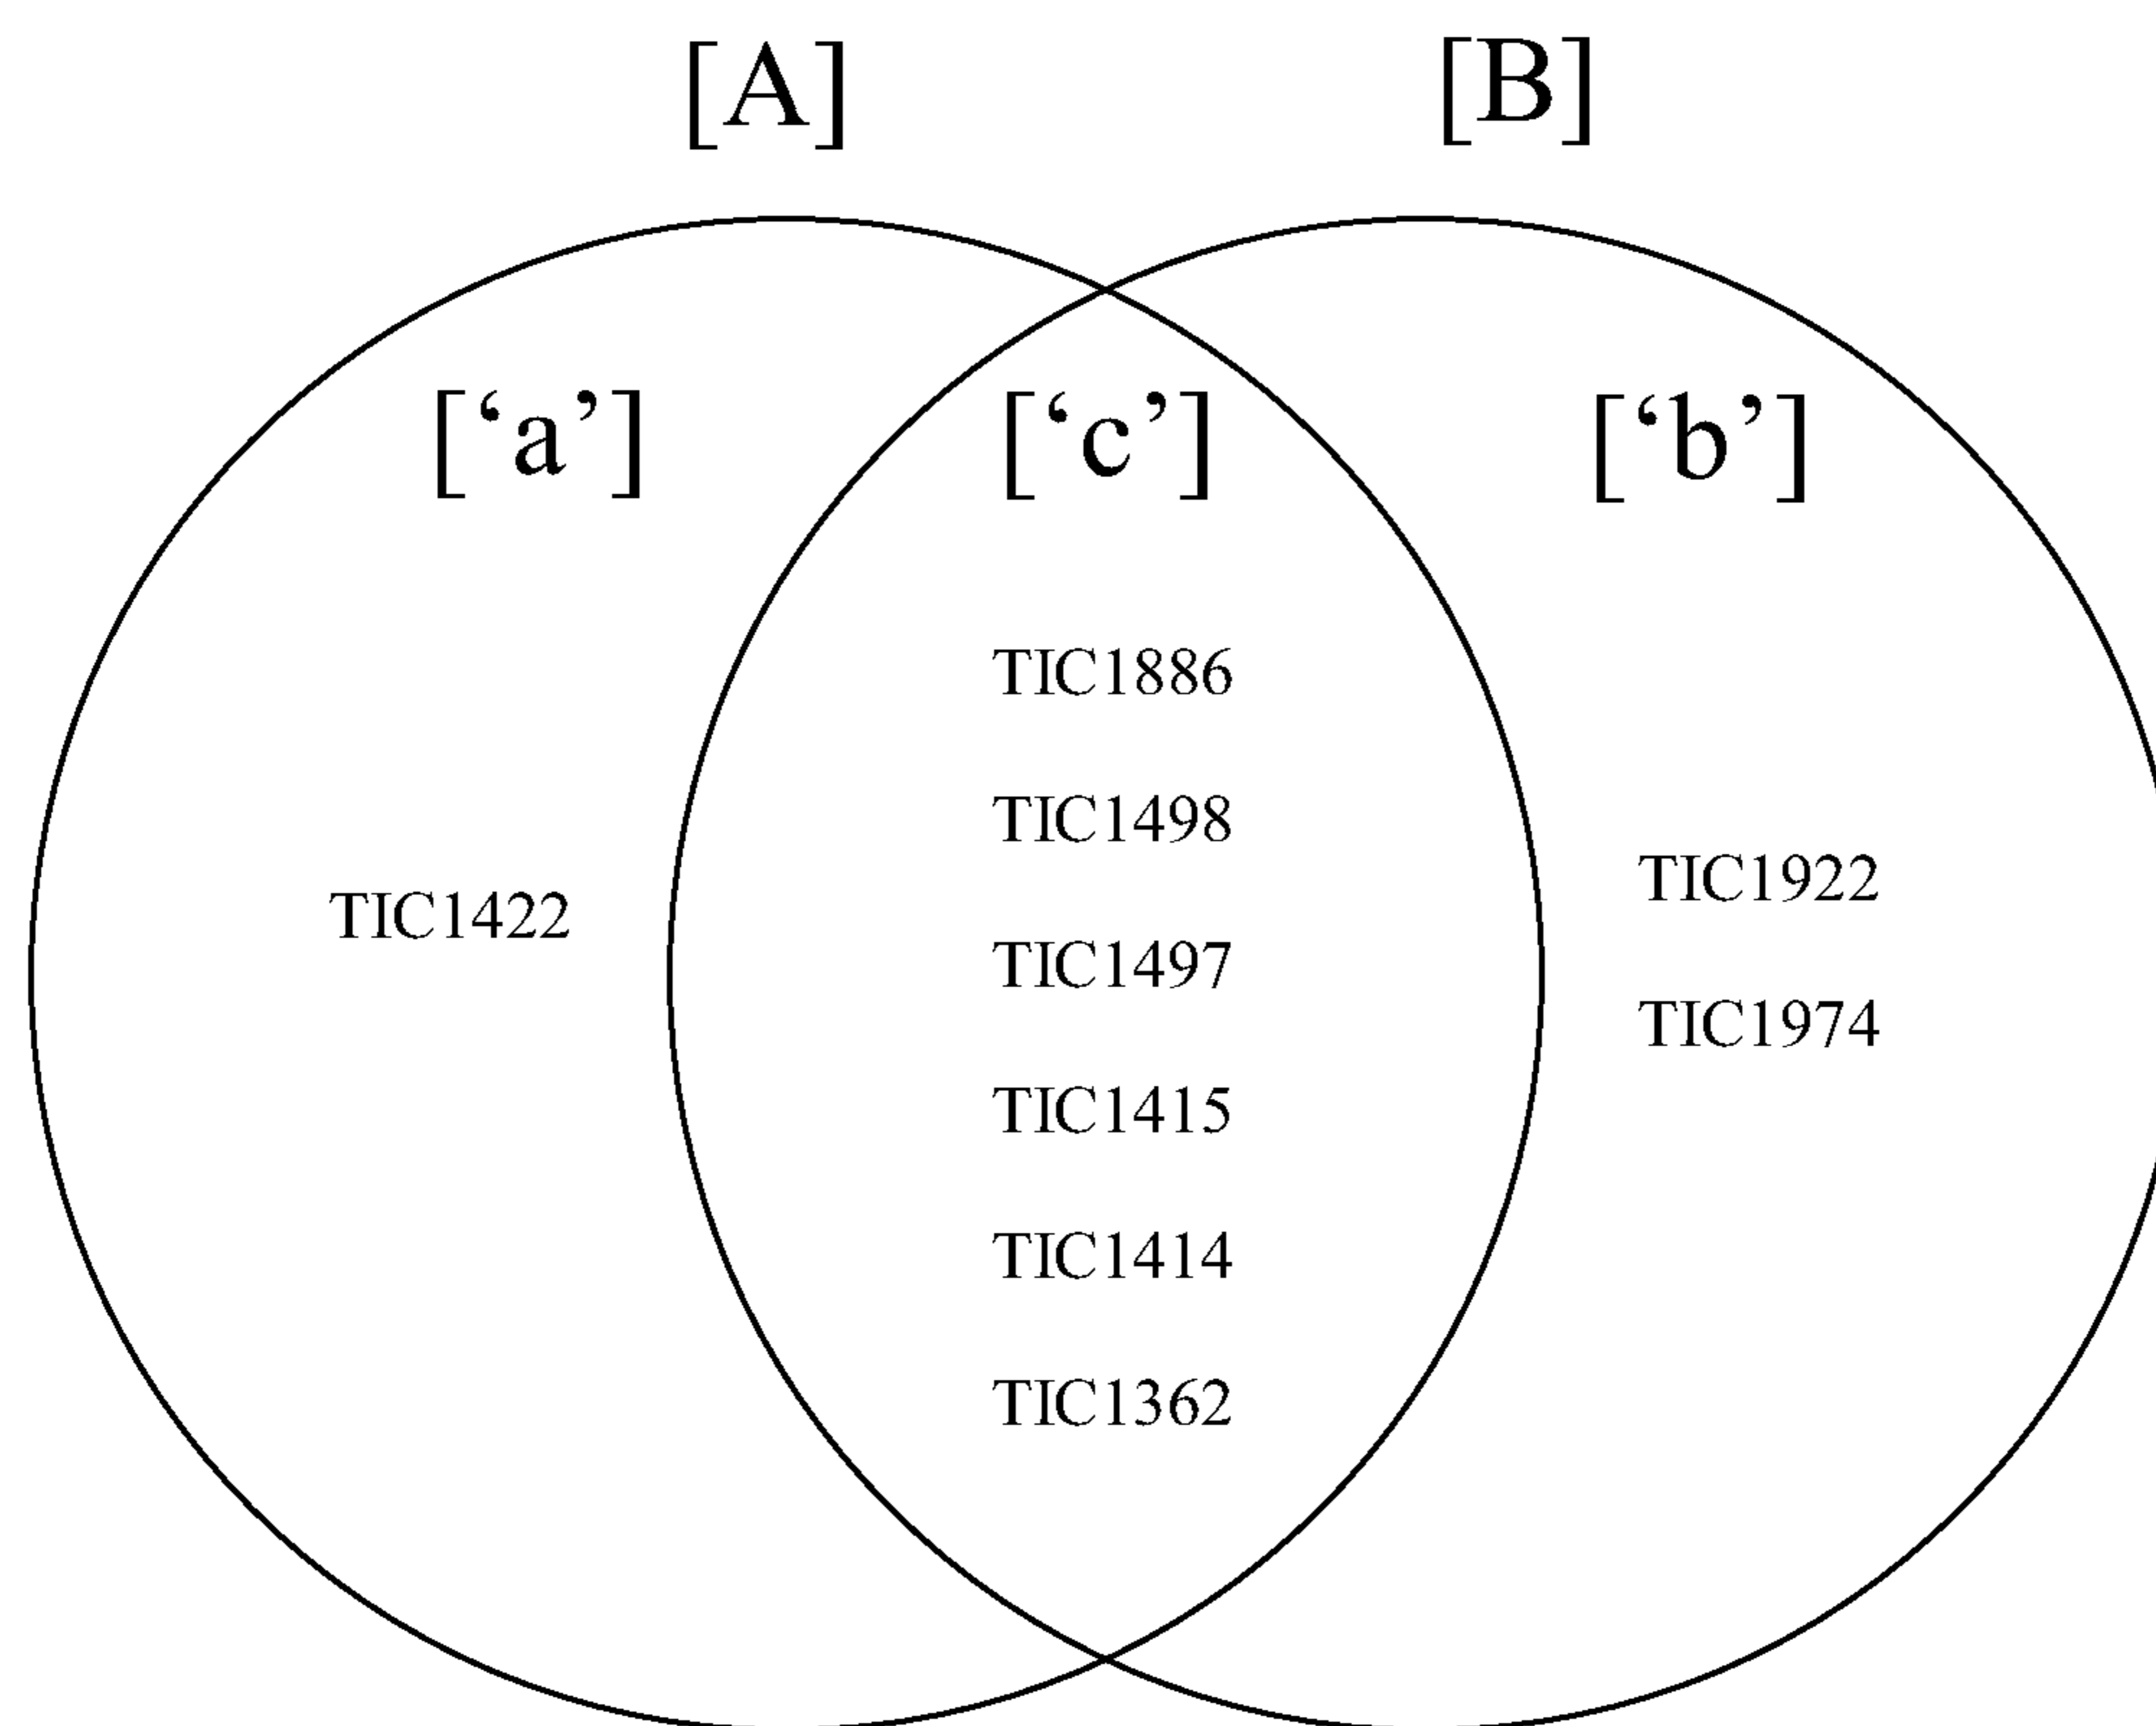 [A]
[B]
[‘a’]
[‘c’]
[‘b’]
TIC1886
TIC1498
TIC1422
TIC1922
TIC1497
TIC1974
TIC1415
TIC1414
TIC1362